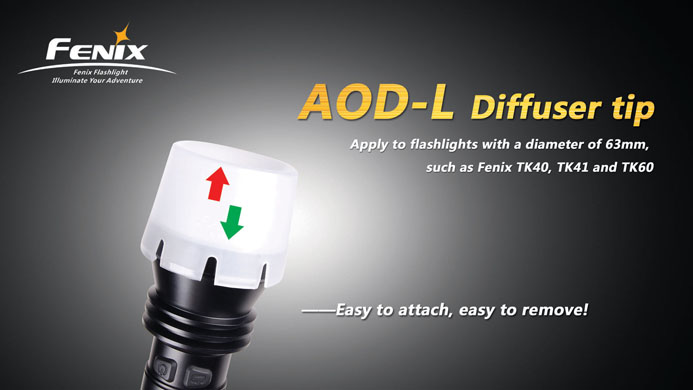 FENIX
Fenix Flashlight
Illuminate Your Adventure
AOD-L Diffuser tip
Apply to flashlights with a diameter of 63mm,
such as Fenix TK40, TK41 and TK60
——Easy to attach, easy to remove!